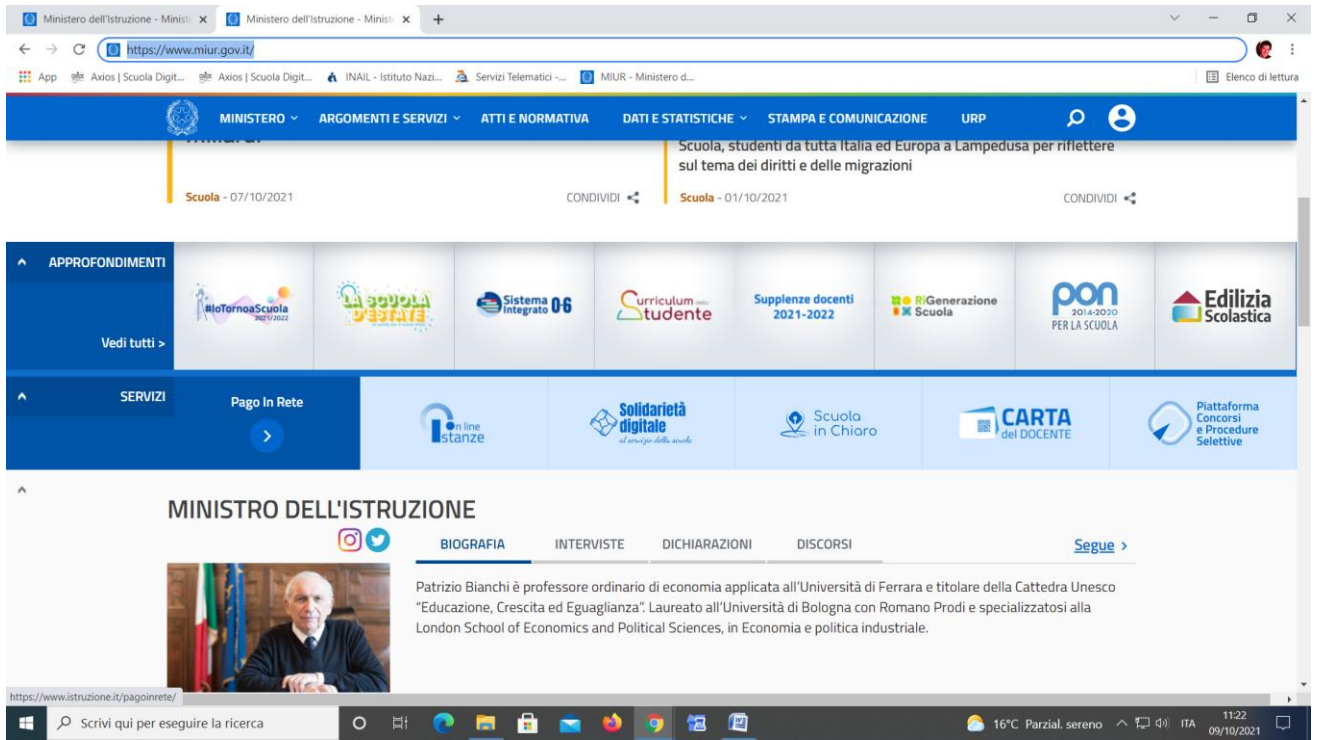 Ministero dell'Istruzione - Minist
Ministero dell'Istruzione - Minist
https://www.miur.gov.it/
App
Axios | Scuola Digit...
Axios | Scuola Digit...
INAIL - Istituto Nazi...
Servizi Telematici -...
MIUR - Ministero d...
Elenco di lettura
MINISTERO
ARGOMENTI E SERVIZI
ATTI E NORMATIVA
DATI E STATISTICHE
STAMPA E COMUNICAZIONE
URP
Scuola - 07/10/2021
CONDIVIDI
Scuola, studenti da tutta Italia ed Europa a Lampedusa per riflettere
sul tema dei diritti e delle migrazioni
Scuola - 01/10/2021
CONDIVIDI
APPROFONDIMENTI
Vedi tutti >
#IoTornoaScuola
2021/2022
LA SCUOLA
D'ESTATE
Sistema
Integrato 0-6
Curriculum dello
Studente
Supplenze docenti
2021-2022
RiGenerazione
Scuola
pon
2014-2020
PER LA SCUOLA
Edilizia
Scolastica
SERVIZI
Pago In Rete
on line
Istanze
Solidarietà
digitale
al servizio della scuola
Scuola
in Chiaro
CARTA
del DOCENTE
Piattaforma
Concorsi
e Procedure
Selettive
MINISTRO DELL'ISTRUZIONE
BIOGRAFIA
INTERVISTE
DICHIARAZIONI
DISCORSI
Segue >
Patrizio Bianchi è professore ordinario di economia applicata all'Università di Ferrara e titolare della Cattedra Unesco
"Educazione, Crescita ed Eguaglianza". Laureato all'Università di Bologna con Romano Prodi e specializzatosi alla
London School of Economics and Political Sciences, in Economia e politica industriale.
https://www.istruzione.it/pagoinrete/
Scrivi qui per eseguire la ricerca
16°C Parzial. sereno
ITA
11:22
09/10/2021